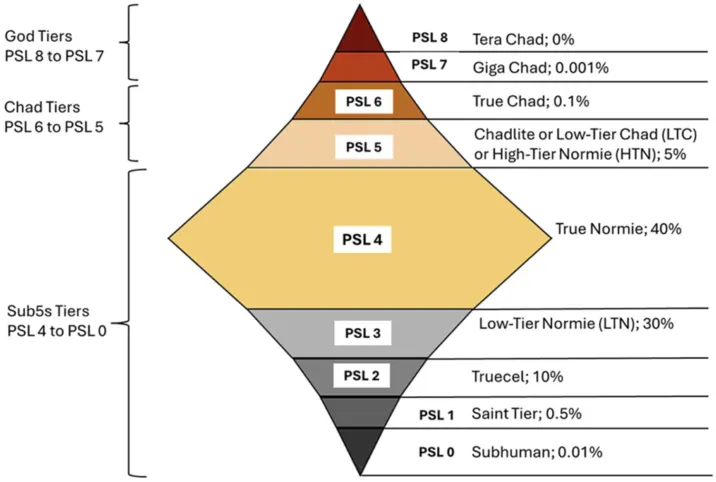 God Tiers
PSL 8 to PSL 7
Chad Tiers
PSL 6 to PSL 5
Sub5s Tiers
PSL 4 to PSL 0
PSL 8 Tera Chad; 0%
PSL 7 Giga Chad; 0.001%
PSL 6 True Chad; 0.1%
PSL 5 Chadlite or Low-Tier Chad (LTC)
or High-Tier Normie (HTN); 5%
PSL 4 True Normie; 40%
PSL 3 Low-Tier Normie (LTN); 30%
PSL 2 Truecel; 10%
PSL 1 Saint Tier; 0.5%
PSL 0 Subhuman; 0.01%